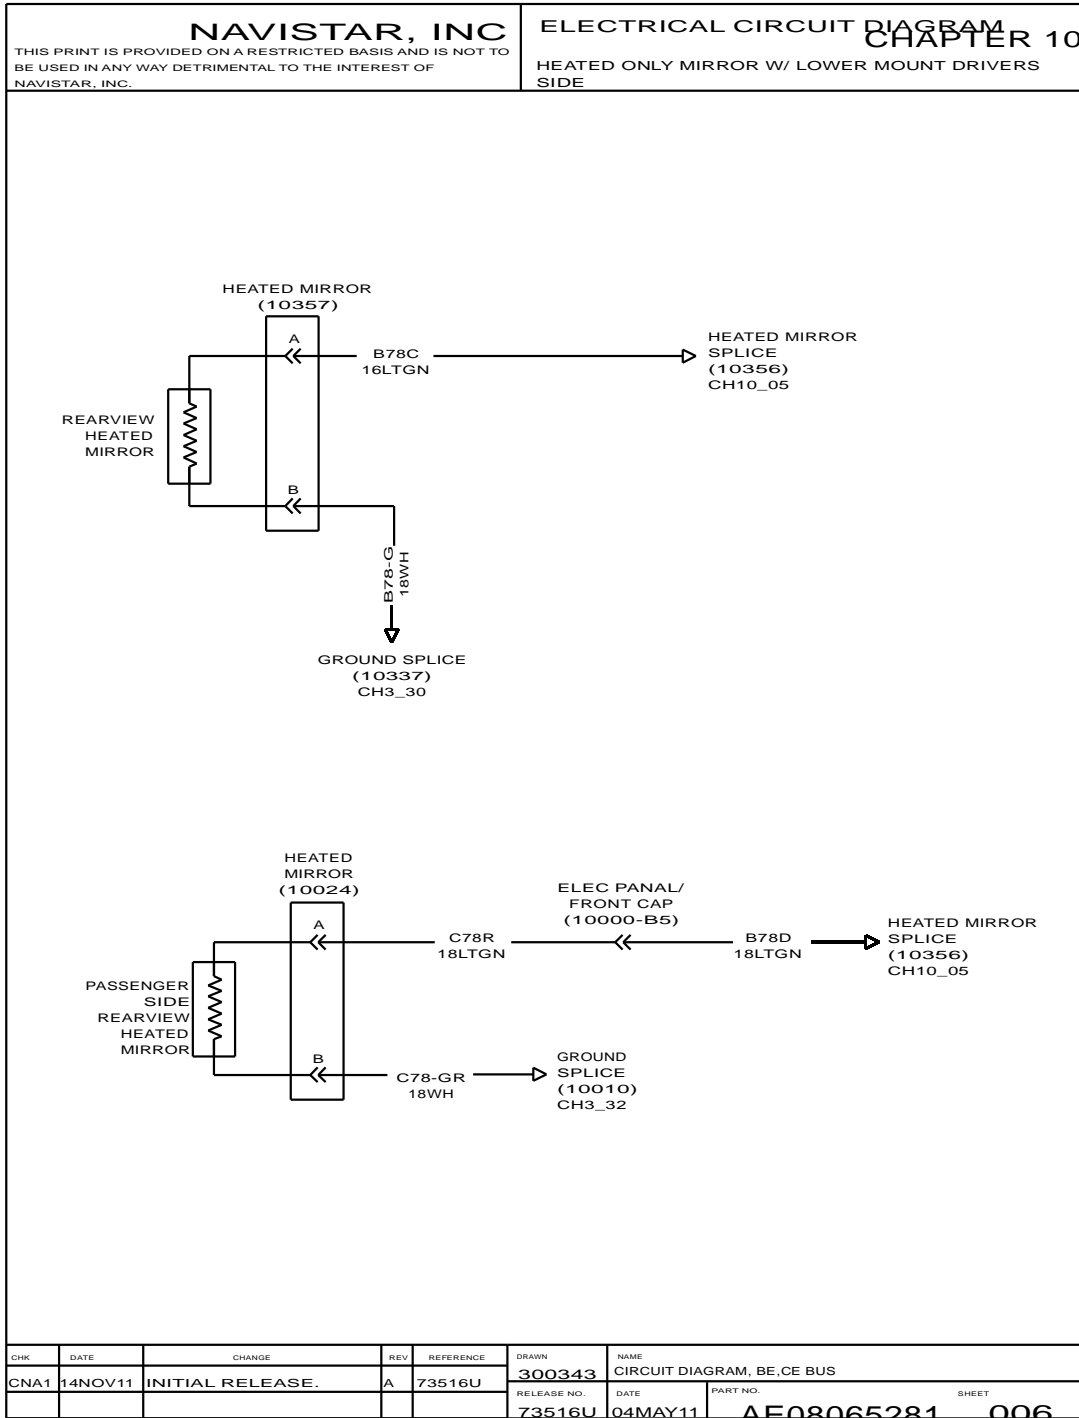 NAVISTAR, INC
THIS PRINT IS PROVIDED ON A RESTRICTED BASIS AND IS NOT TO
BE USED IN ANY WAY DETRIMENTAL TO THE INTEREST OF
NAVISTAR, INC.
ELECTRICAL CIRCUIT DIAGRAM
CHAPTER 10
HEATED ONLY MIRROR W/ LOWER MOUNT DRIVERS
SIDE
HEATED MIRROR
(10357)
A
B78C
16LTGN
HEATED MIRROR
SPLICE
(10356)
CH10_05
REARVIEW
HEATED
MIRROR
B
B78-G
18WH
GROUND SPLICE
(10337)
CH3_30
HEATED
MIRROR
(10024)
A
C78R
18LTGN
ELEC PANAL/
FRONT CAP
(10000-B5)
B78D
18LTGN
HEATED MIRROR
SPLICE
(10356)
CH10_05
PASSENGER
SIDE
REARVIEW
HEATED
MIRROR
B
C78-GR
18WH
GROUND
SPLICE
(10010)
CH3_32
CHK DATE CHANGE REV REFERENCE
CNA1 14NOV11 INITIAL RELEASE. A 73516U
DRAWN
300343
NAME
CIRCUIT DIAGRAM, BE,CE BUS
RELEASE NO.
73516U
DATE
04MAY11
PART NO.
AE08065281
SHEET
006